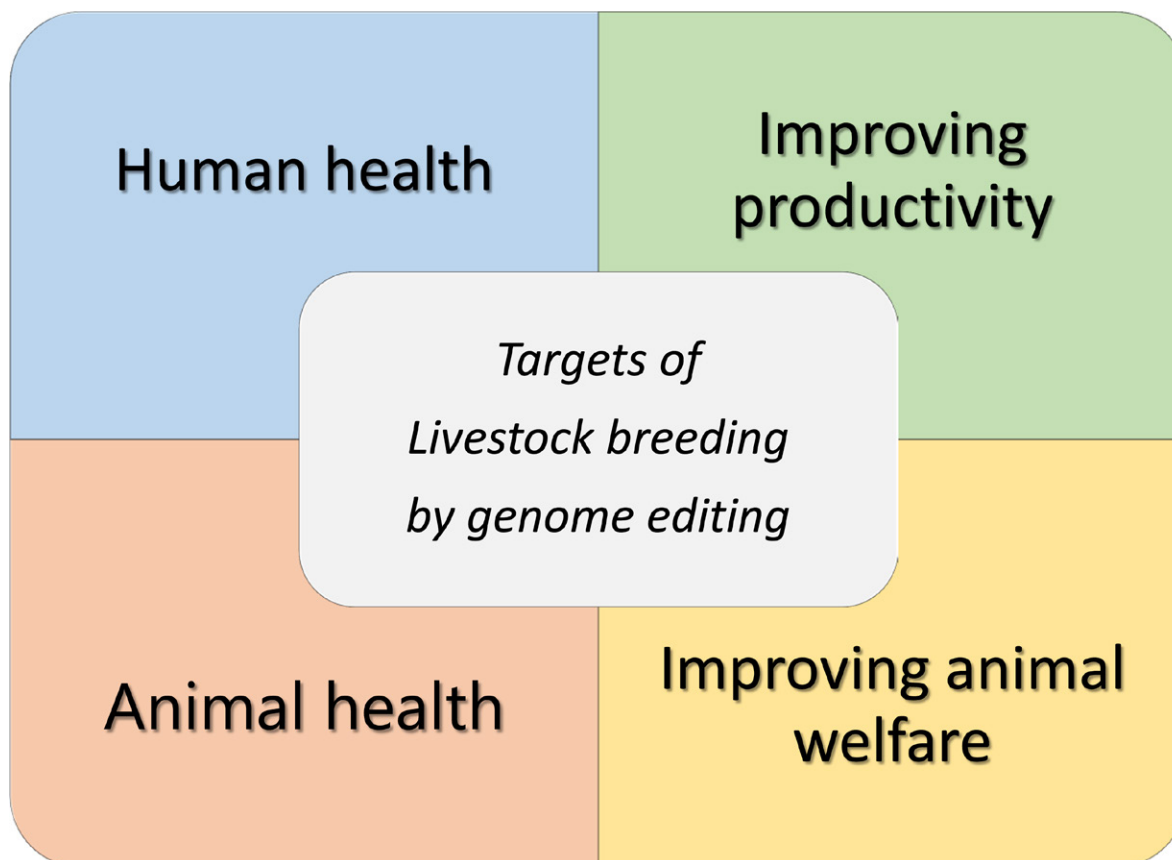 Human health
Improving
productivity
Targets of
Livestock breeding
by genome editing
Animal health
Improving animal
welfare